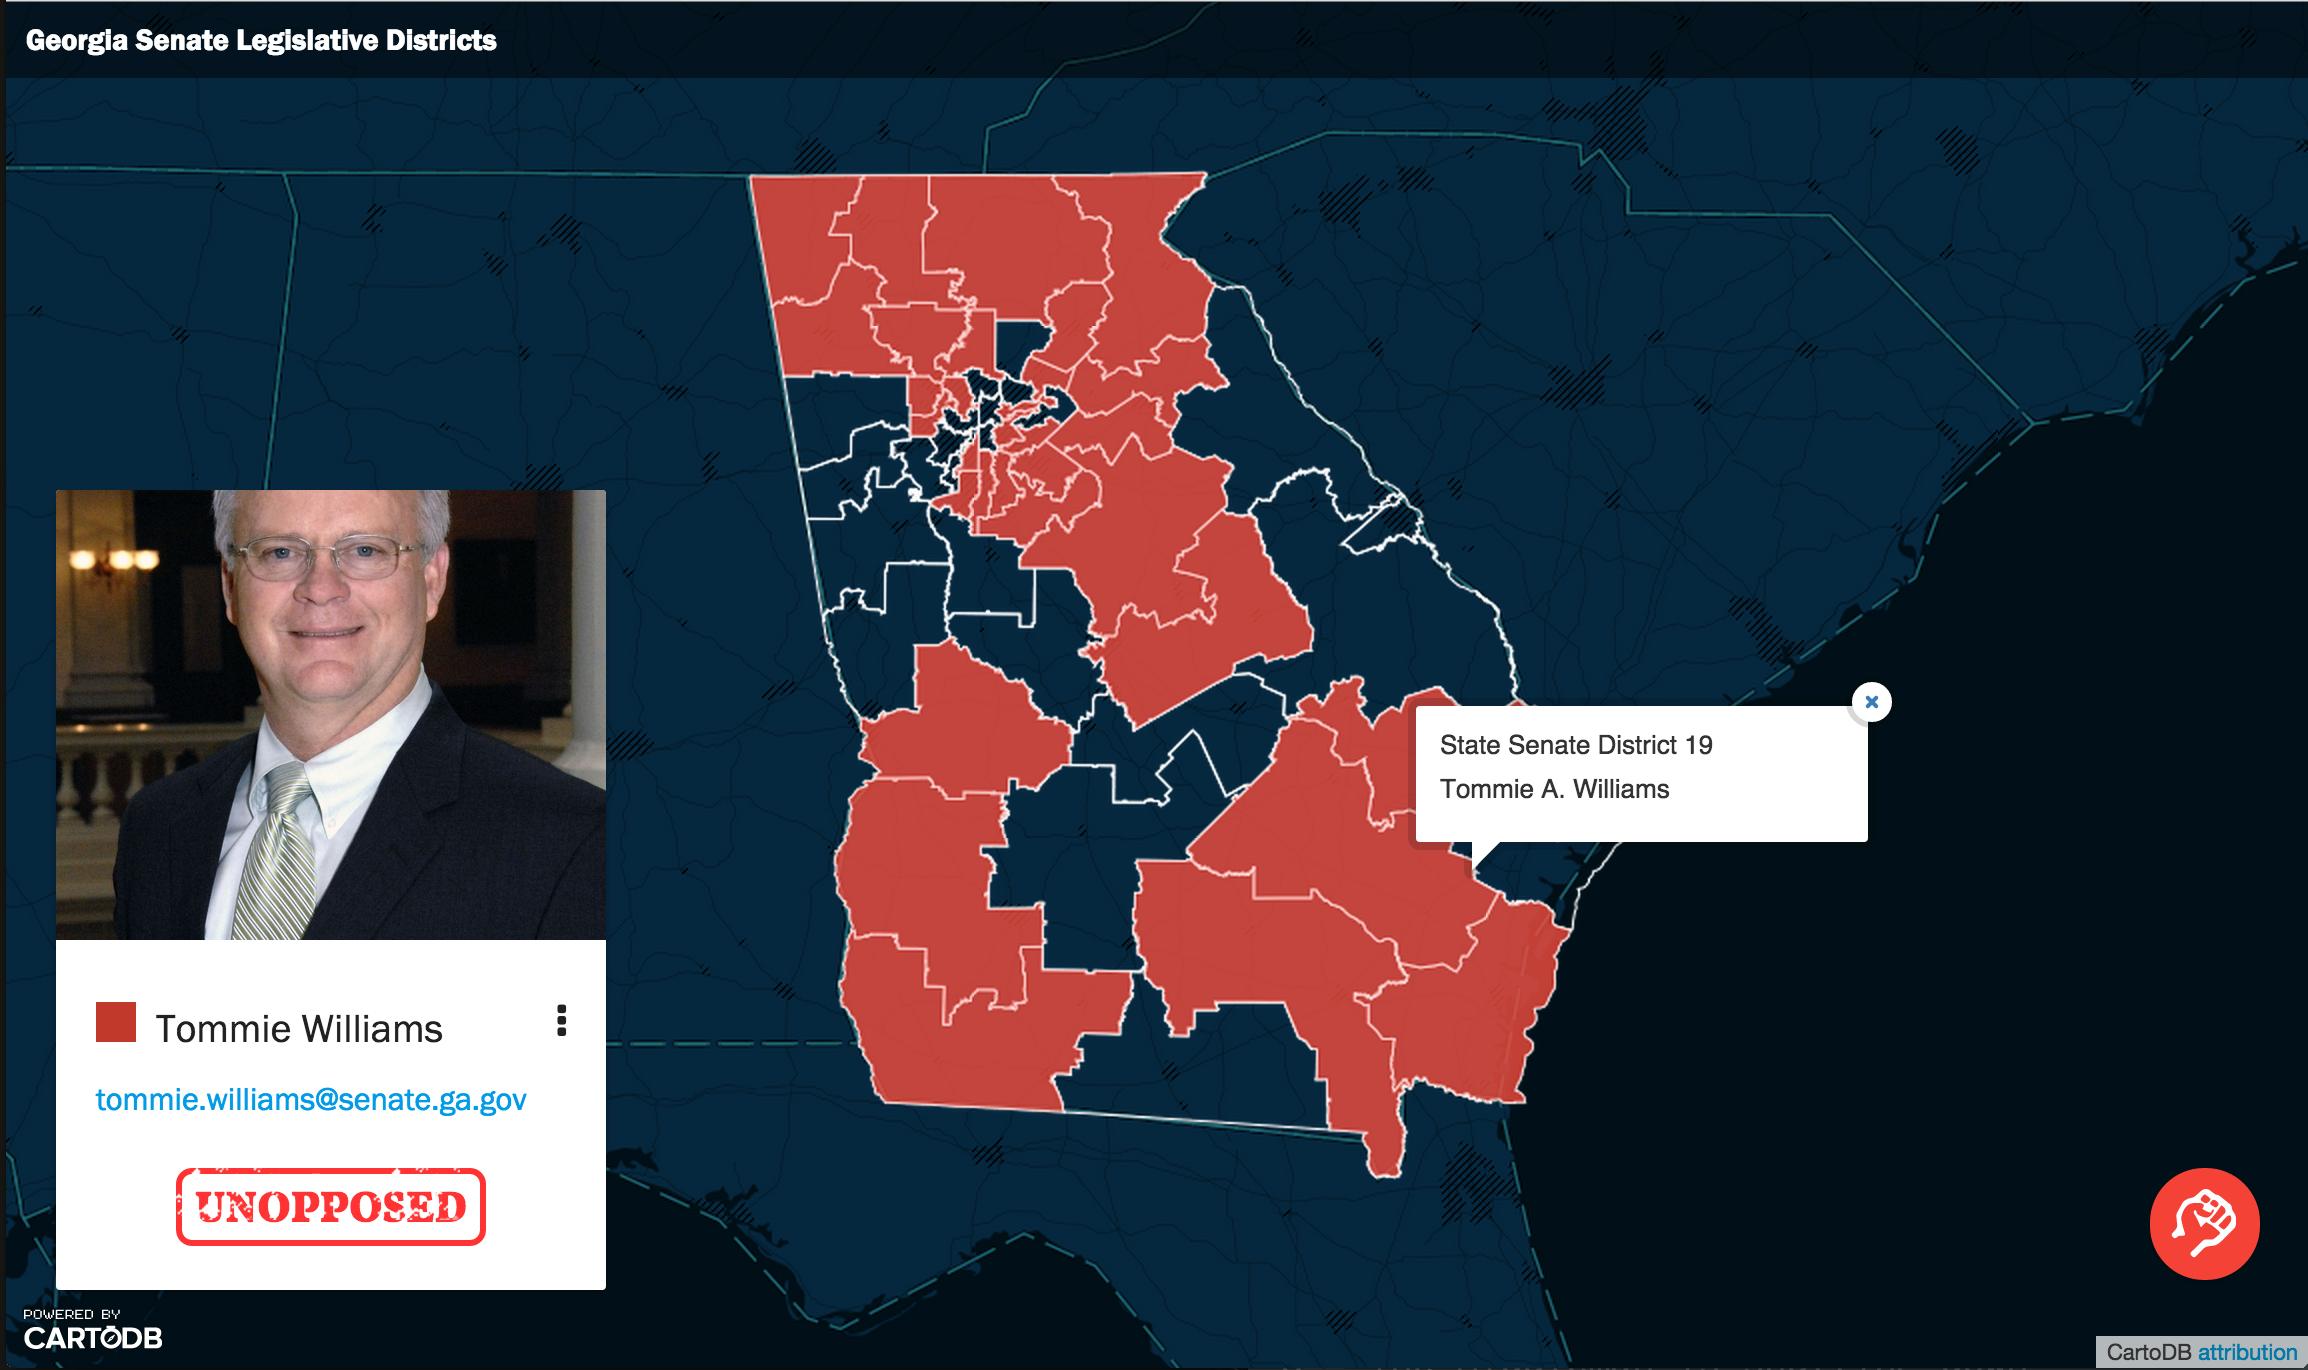 Georgia Senate Legislative Districts
State Senate District 19
Tommie A. Williams
Tommie Williams
tommie.williams@senate.ga.gov
UNOPPOSED
POWERED BY
CARTODB
CartoDB attribution